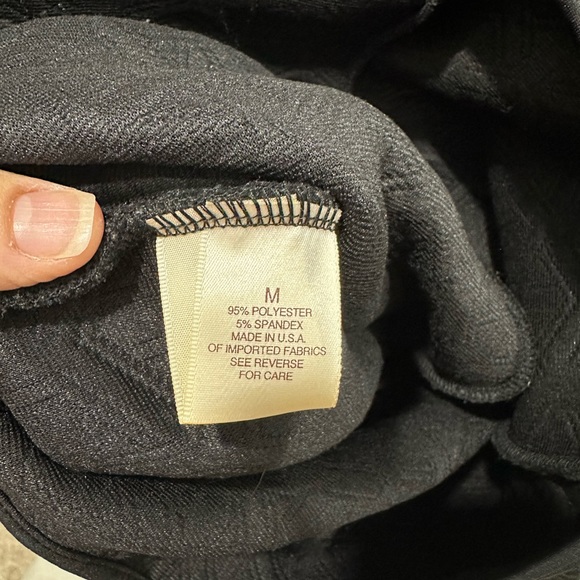 M
95% POLYESTER
5% SPANDEX
MADE IN U.S.A.
OF IMPORTED FABRICS
SEE REVERSE
FOR CARE